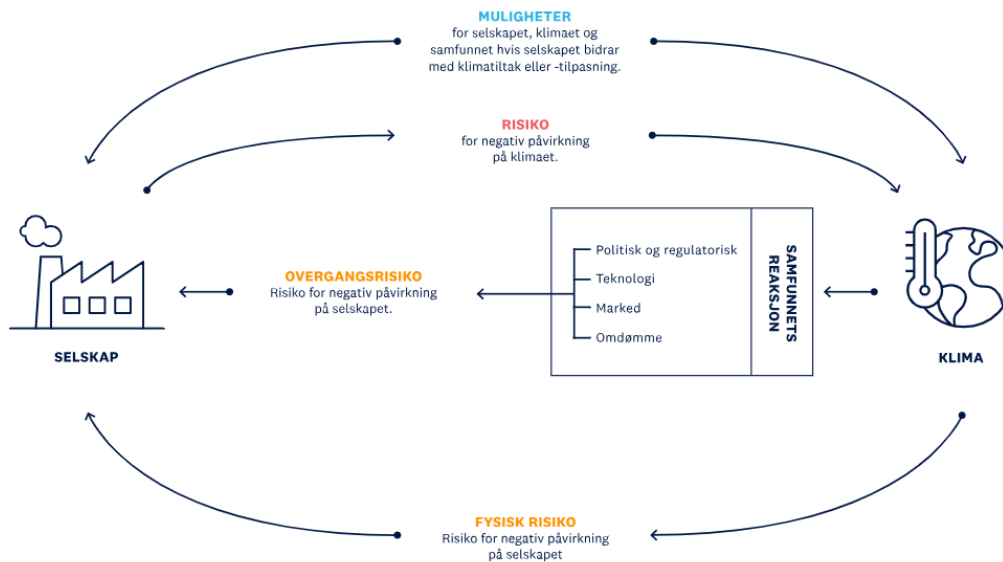 MULIGHETER
for selskapet, klimaet og
samfunnet hvis selskapet bidrar
med klimatiltak eller -tilpasning.
RISIKO
for negativ påvirkning
på klimaet.
OVERGANGSRISIKO
Risiko for negativ påvirkning
på selskapet.
Politisk og regulatorisk
Teknologi
Marked
Omdømme
SAMFUNNETS
REAKSJON
SELSKAP
KLIMA
FYSISK RISIKO
Risiko for negativ påvirkning
på selskapet